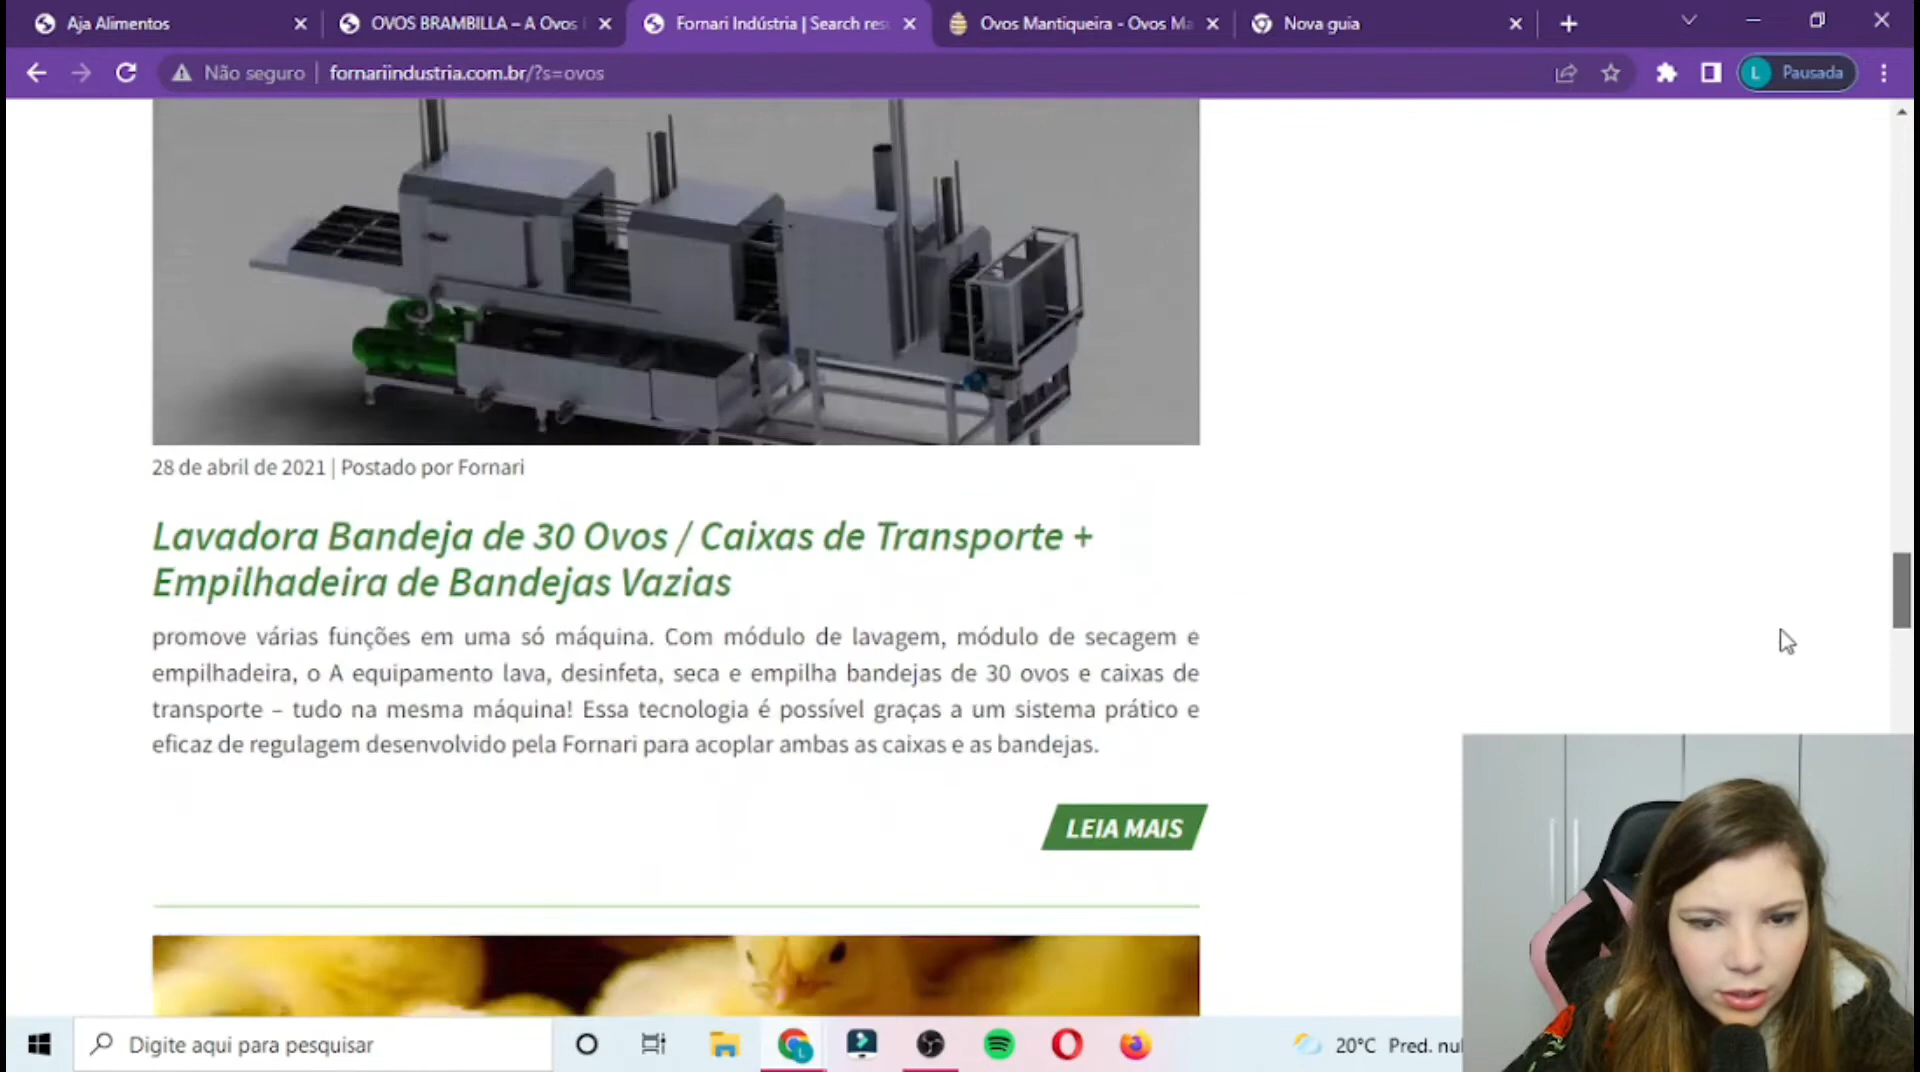 Aja Alimentos
OVOS BRAMBILLA – A Ovos
Fornari Indústria | Search res
Ovos Mantiqueira - Ovos Ma
Nova guia
Não seguro
fornariindustria.com.br/?s=ovos
L Pausada
28 de abril de 2021 | Postado por Fornari
Lavadora Bandeja de 30 Ovos / Caixas de Transporte +
Empilhadeira de Bandejas Vazias
promove várias funções em uma só máquina. Com módulo de lavagem, módulo de secagem e
empilhadeira, o A equipamento lava, desinfeta, seca e empilha bandejas de 30 ovos e caixas de
transporte – tudo na mesma máquina! Essa tecnologia é possível graças a um sistema prático e
eficaz de regulagem desenvolvido pela Fornari para acoplar ambas as caixas e as bandejas.
LEIA MAIS
Digite aqui para pesquisar
20°C Pred. nul